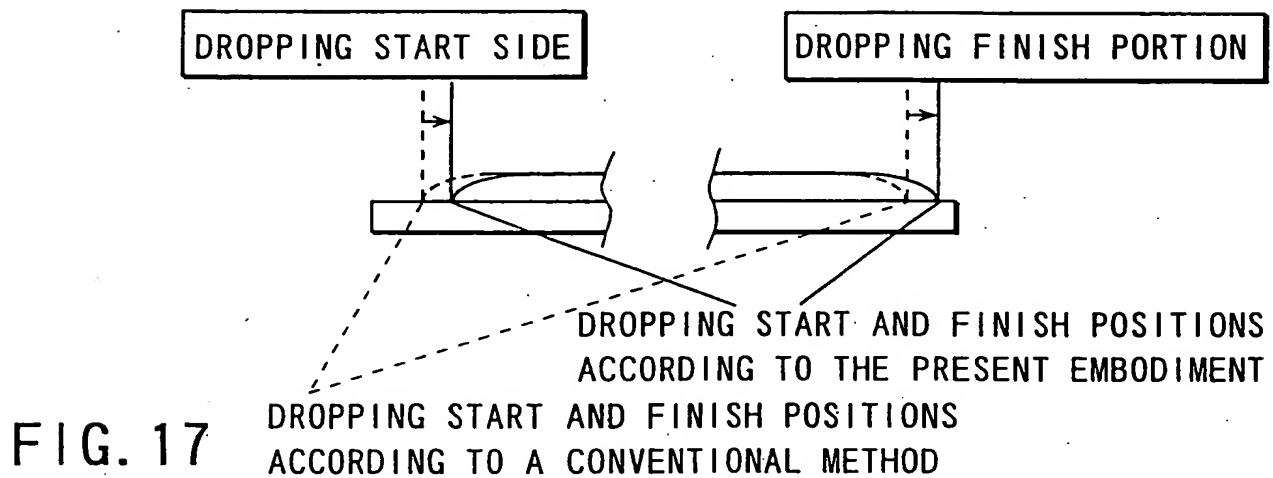 DROPPING START SIDE
DROPPING FINISH PORTION
DROPPING START AND FINISH POSITIONS
ACCORDING TO THE PRESENT EMBODIMENT
DROPPING START AND FINISH POSITIONS
ACCORDING TO A CONVENTIONAL METHOD
FIG. 17